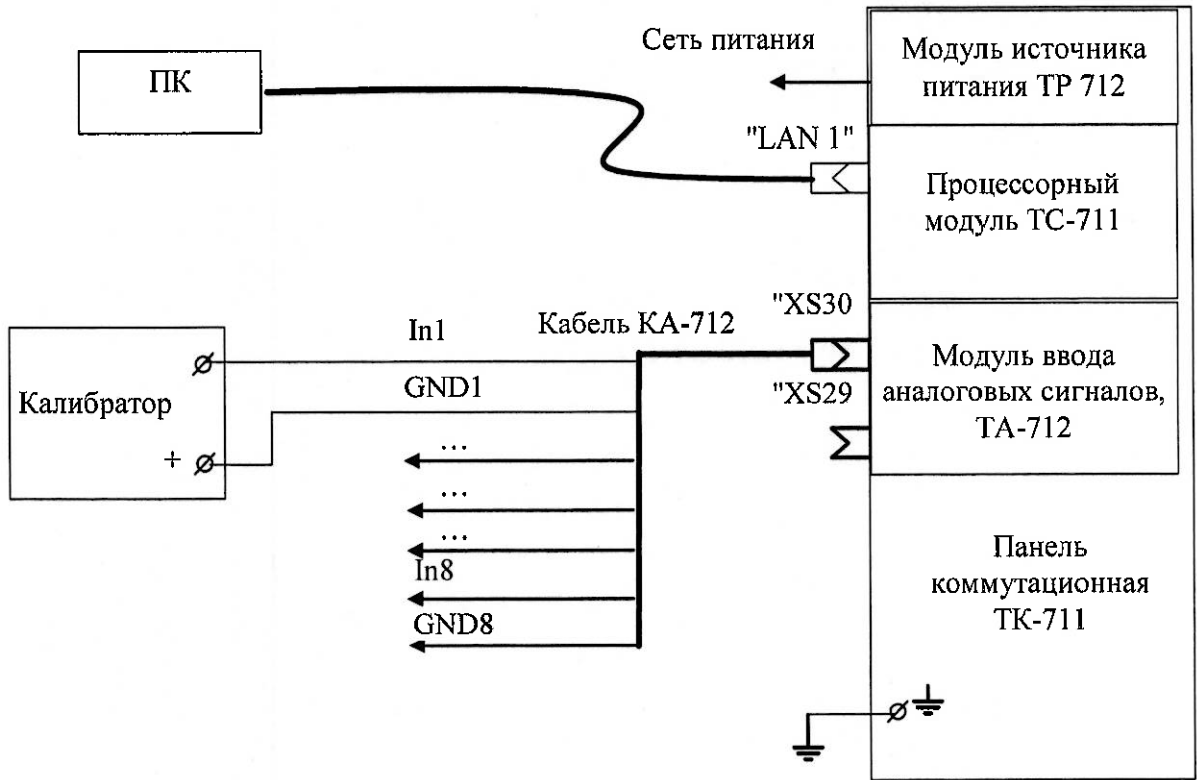 Сеть питания
Модуль источника
питания ТР 712
ПК
"LAN 1"
Процессорный
модуль ТС-711
"XS30
In1
Кабель КА-712
Модуль ввода
аналоговых сигналов,
ТА-712
GND1
"XS29
Калибратор
+
...
...
...
In8
GND8
Панель
коммутационная
ТК-711